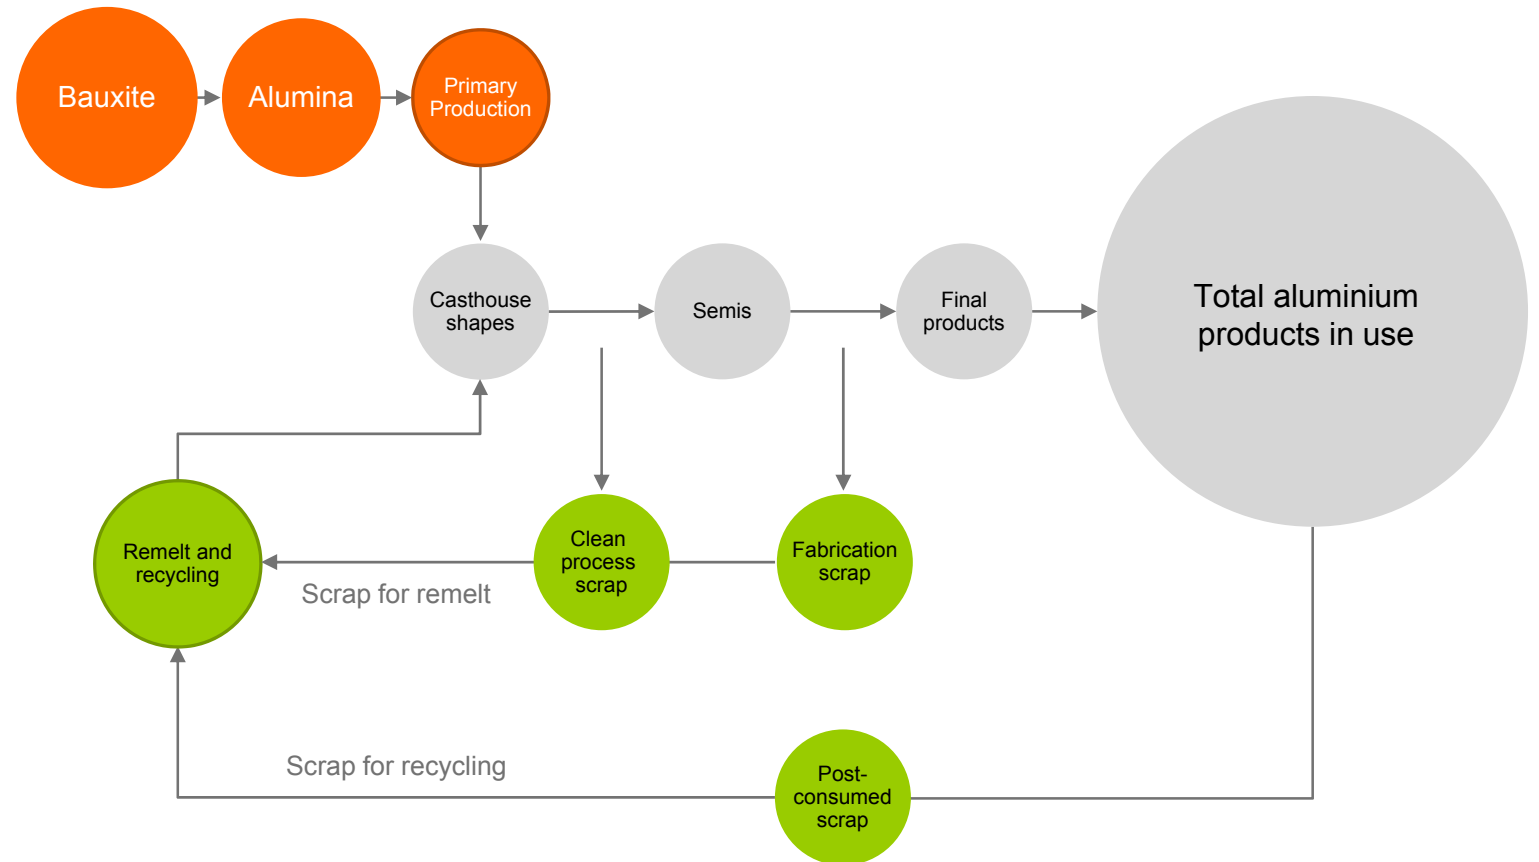 Bauxite
Alumina
Primary
Production
Casthouse
shapes
Semis
Final
products
Total aluminium
products in use
Remelt and
recycling
Scrap for remelt
Clean
process
scrap
Fabrication
scrap
Scrap for recycling
Post-
consumed
scrap